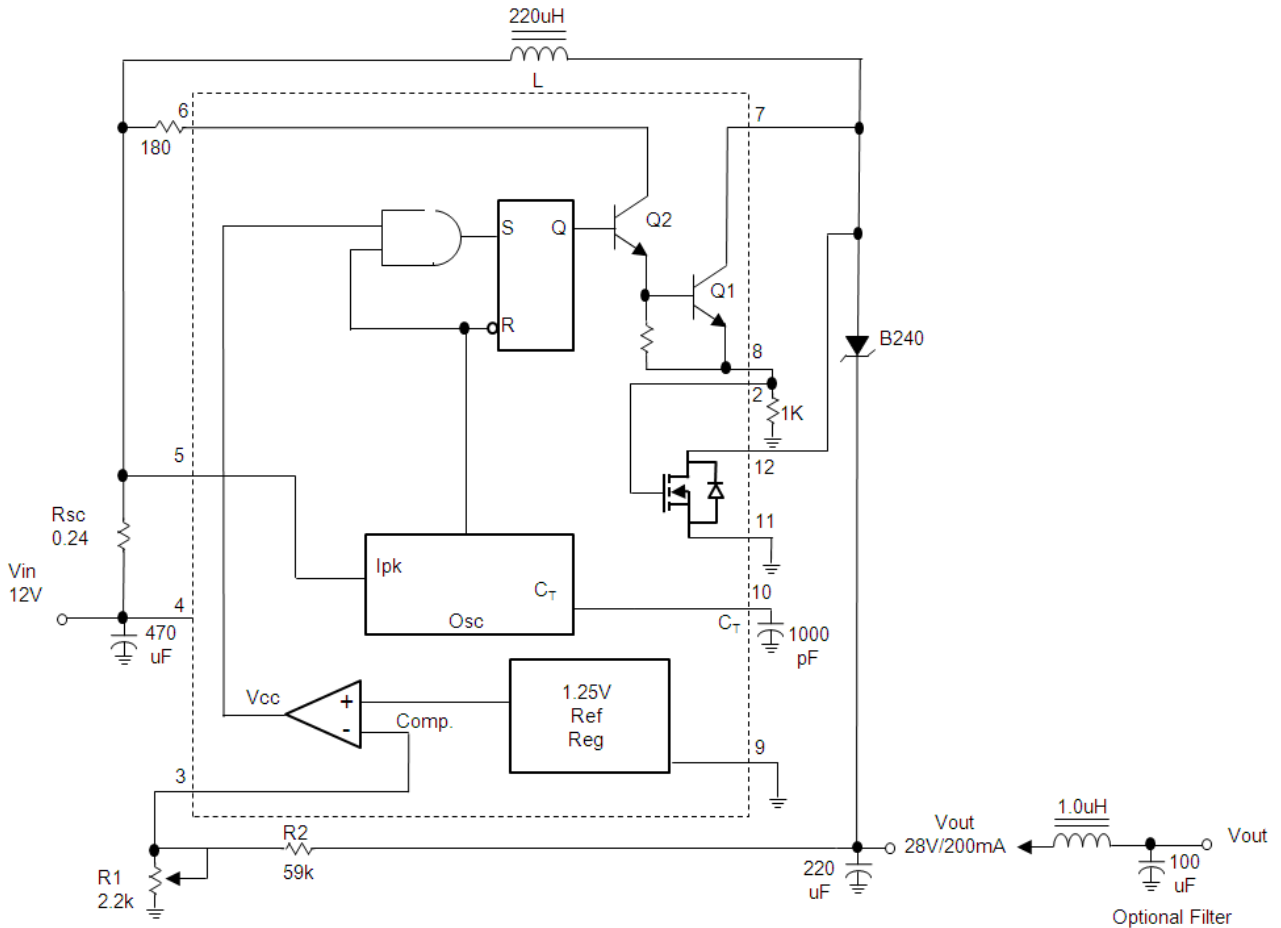 220uH
L
6
7
180
Q2
S
Q
Q1
R
B240
8
2
1K
5
12
Rsc
0.24
11
Ipk
Vin
12V
10
CT
4
Osc
CT
470
uF
1000
pF
1.25V
Ref
Reg
Vcc
+
-
Comp.
9
3
R2
59k
1.0uH
Vout
28V/200mA
Vout
R1
2.2k
220
uF
100
uF
Optional Filter